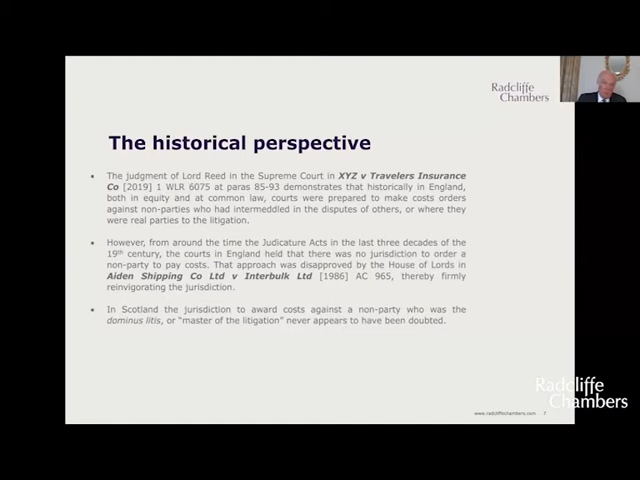 Radcliffe
Chambers
The historical perspective
• The judgment of Lord Reed in the Supreme Court in XYZ v Travelers Insurance
Co [2019] 1 WLR 6075 at paras 85-93 demonstrates that historically in England,
both in equity and at common law, courts were prepared to make costs orders
against non-parties who had intermeddled in the disputes of others, or where they
were real parties to the litigation.
• However, from around the time the Judicature Acts in the last three decades of the
19th century, the courts in England held that there was no jurisdiction to order a
non-party to pay costs. That approach was disapproved by the House of Lords in
Aiden Shipping Co Ltd v Interbulk Ltd [1986] AC 965, thereby firmly
reinvigorating the jurisdiction.
• In Scotland the jurisdiction to award costs against a non-party who was the
dominus litis, or “master of the litigation” never appears to have been doubted.
Radcliffe
Chambers
www.radcliffechambers.com 7